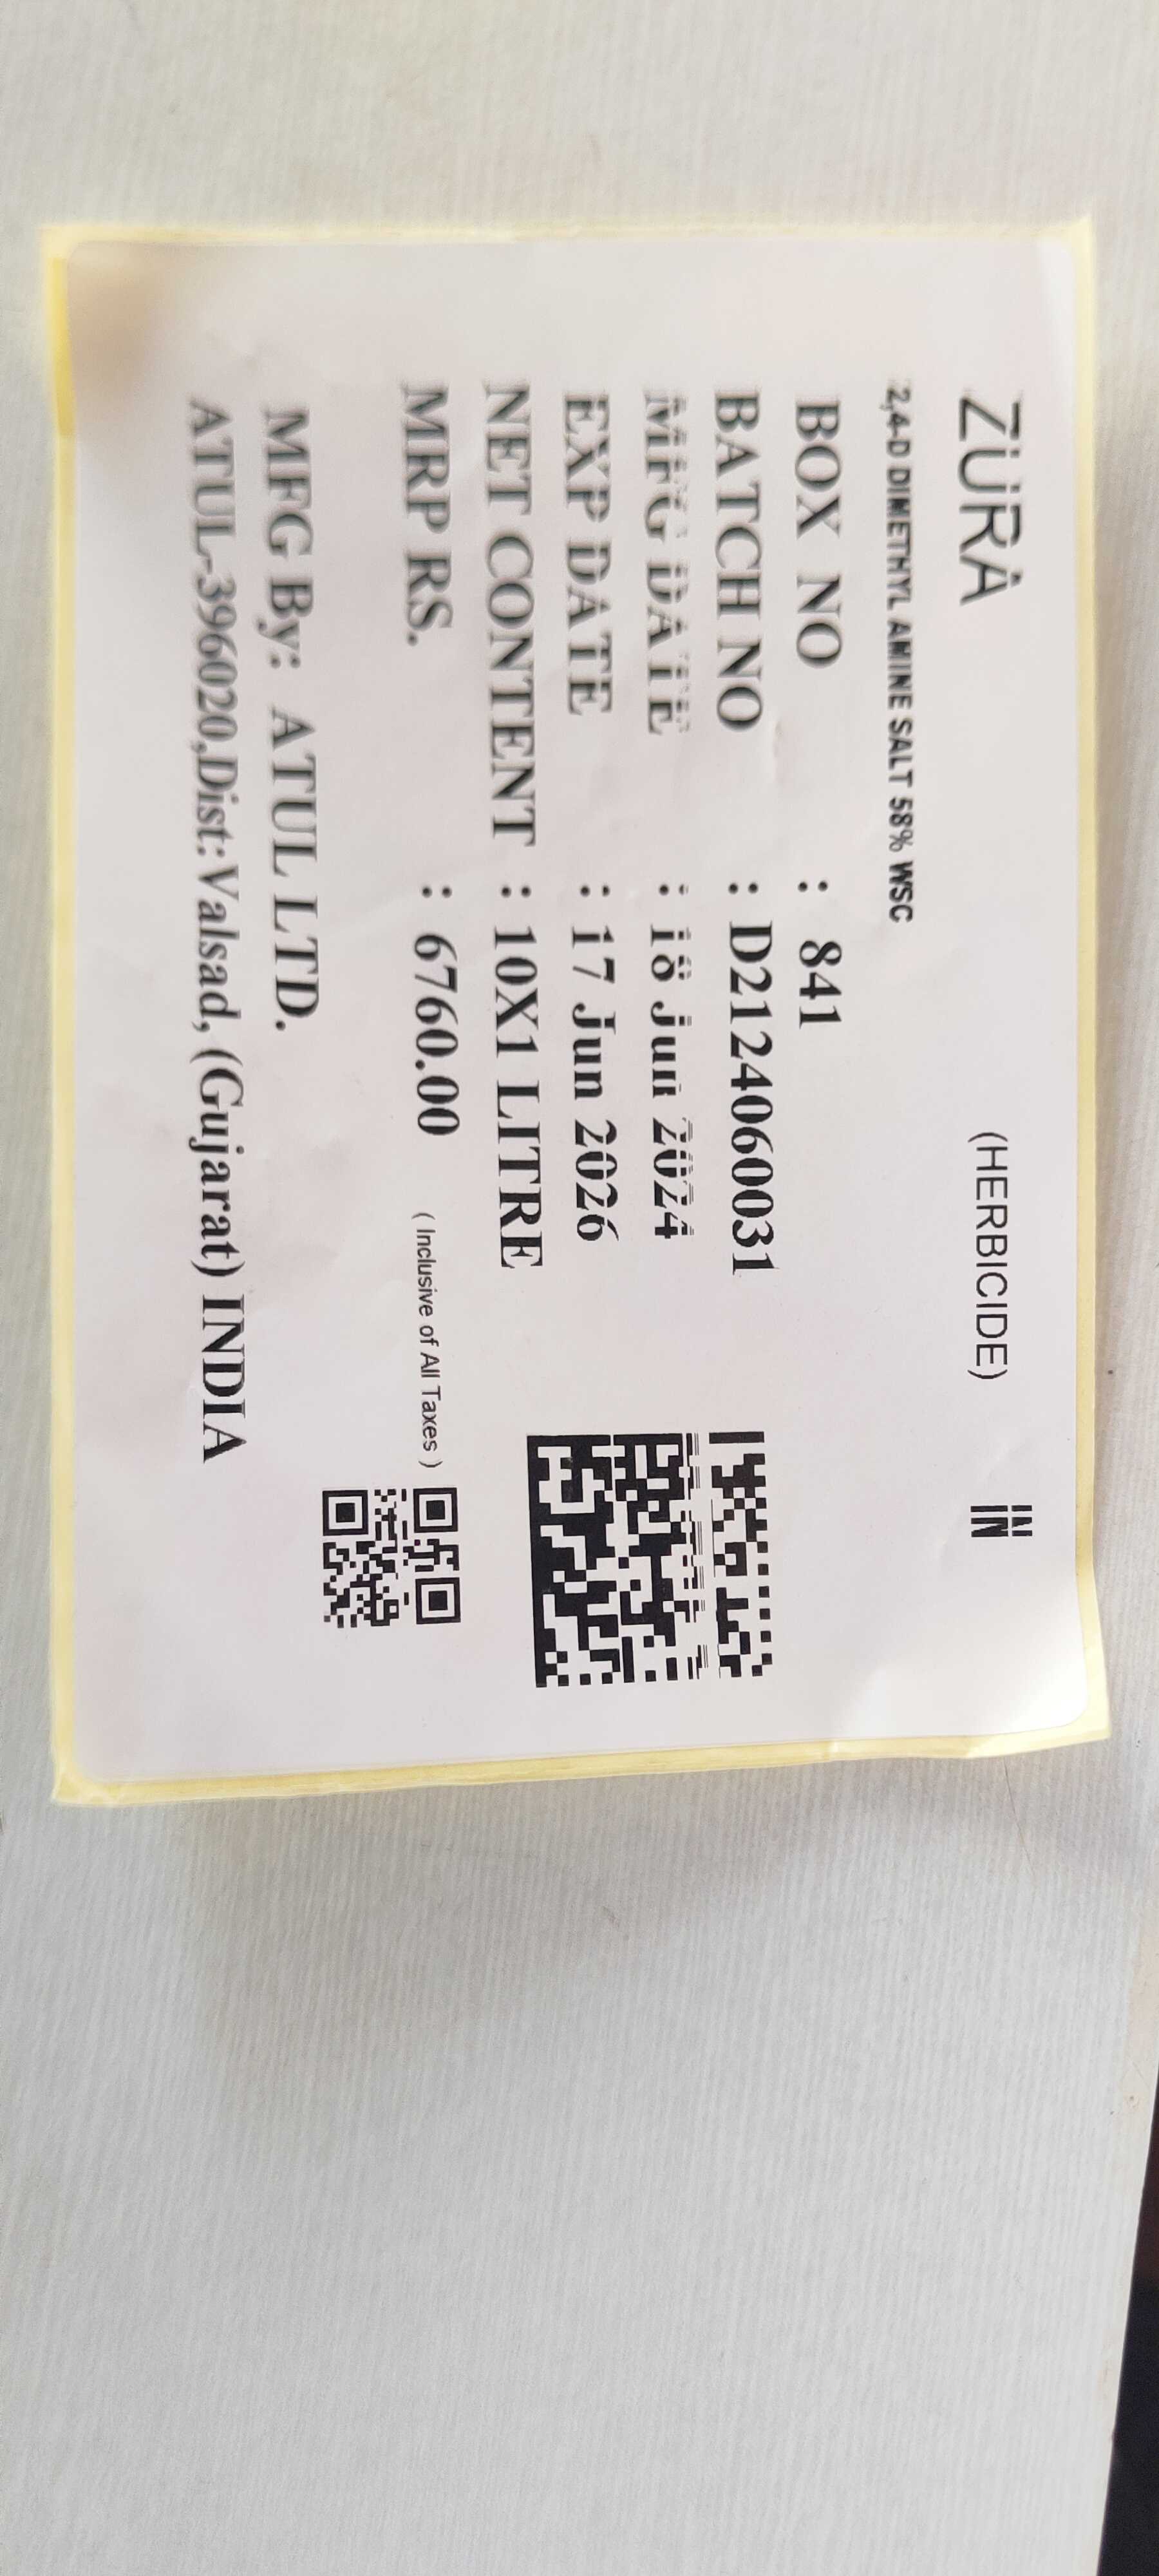 ZURA (HERBICIDE) IN
2,4-D DIMETHYL AMINE SALT 58% WSC
BOX NO : 841
BATCH NO : D2124060031
MFG DATE : 18 Jun 2024
EXP DATE : 17 Jun 2026
NET CONTENT : 10X1 LITRE
MRP RS. : 6760.00 ( Inclusive of All Taxes )
MFG By: ATUL LTD.
ATUL-396020,Dist:Valsad, (Gujarat) INDIA